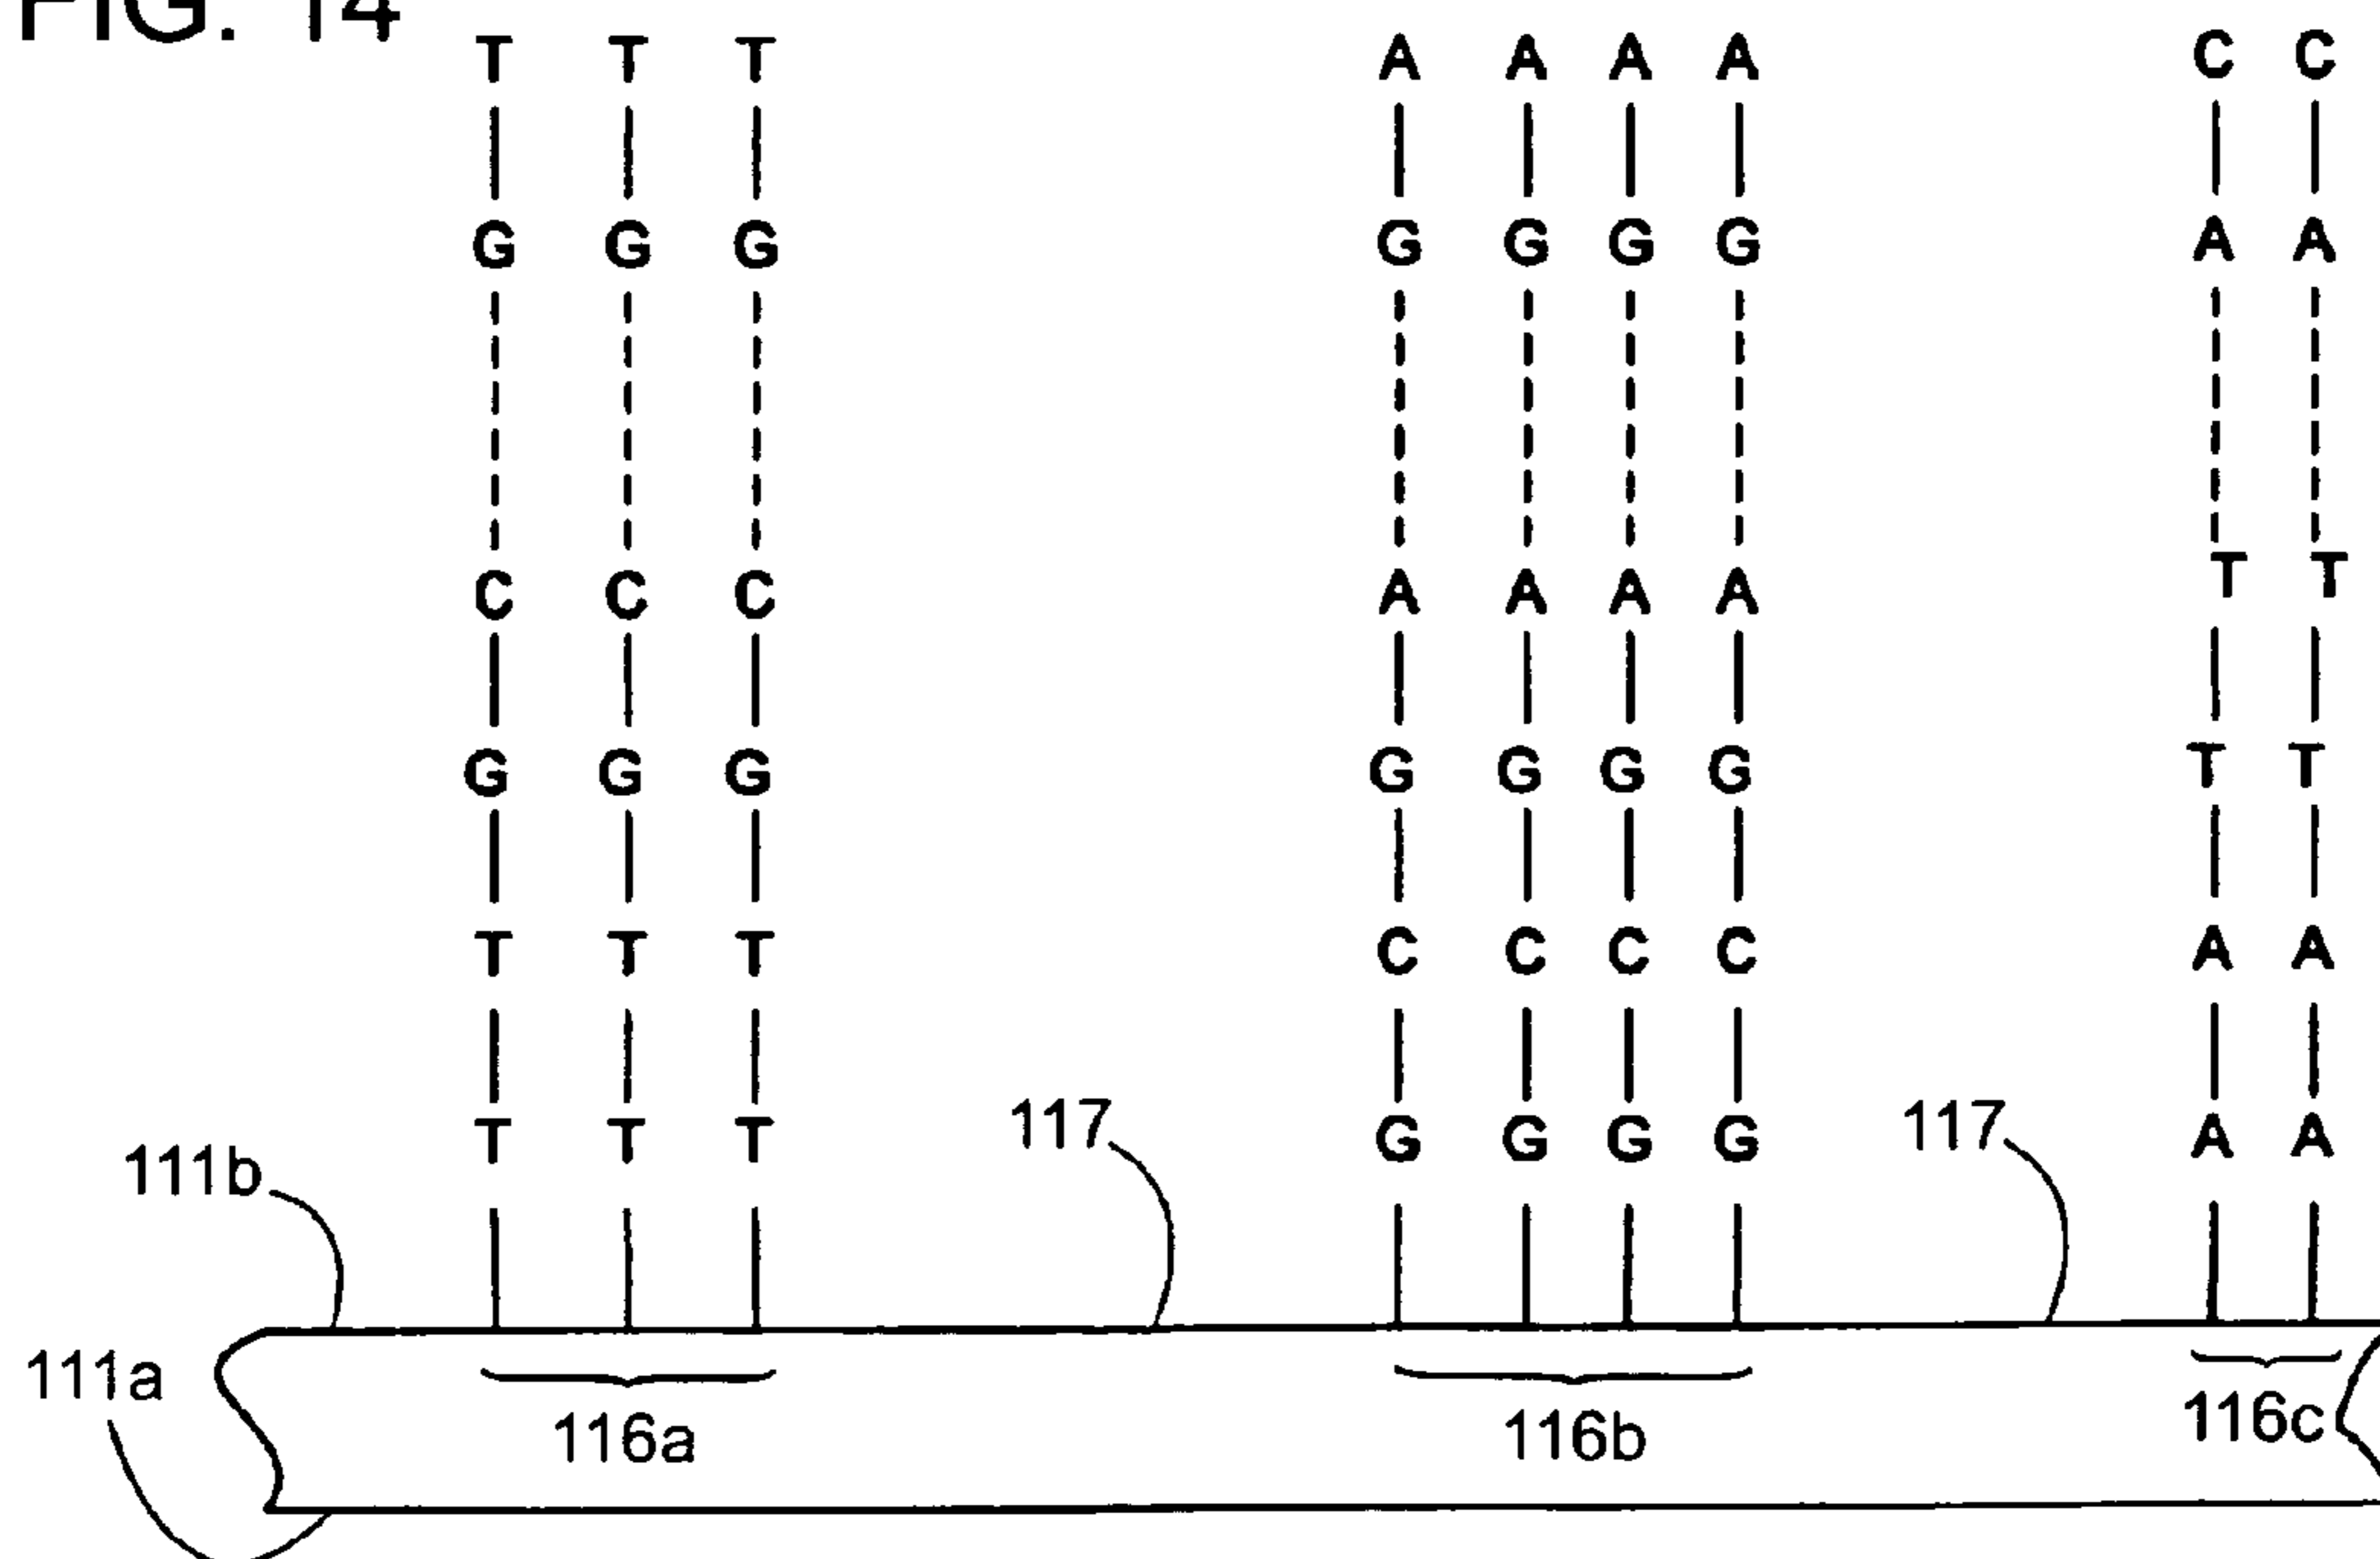 FIG. 14
T T T A A A A C C
G G G G G G G A A
C C C A A A A T T
G G G G G G G T T
T T T C C C C A A
T T T G G G G A A
111b 117 117
111a 116a 116b 116c